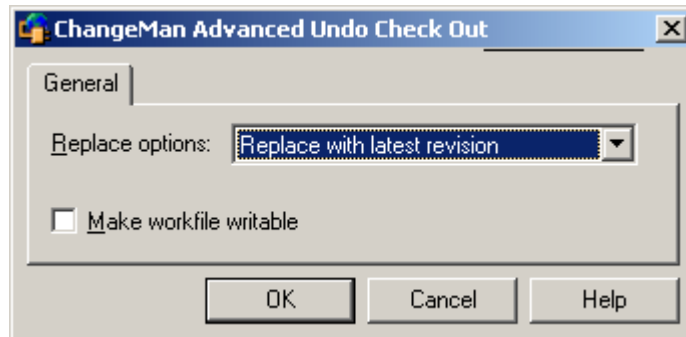 ChangeMan Advanced Undo Check Out
General
Replace options: Replace with latest revision
Make workfile writable
OK Cancel Help